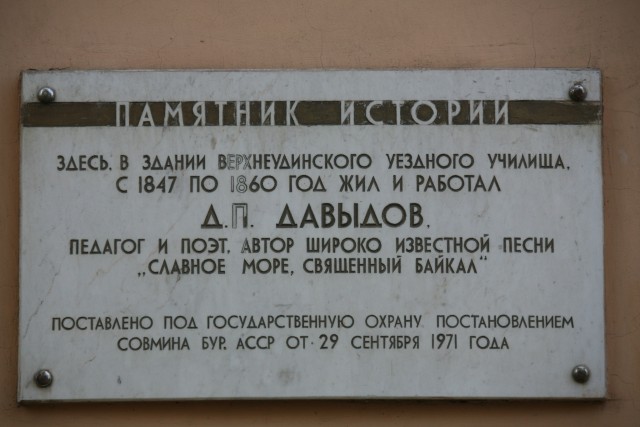 ПАМЯТНИК ИСТОРИИ
ЗДЕСЬ, В ЗДАНИИ ВЕРХНЕУДИНСКОГО УЕЗДНОГО УЧИЛИЩА,
С 1847 ПО 1860 ГОД ЖИЛ И РАБОТАЛ
Д.П. ДАВЫДОВ,
ПЕДАГОГ И ПОЭТ, АВТОР ШИРОКО ИЗВЕСТНОЙ ПЕСНИ
„СЛАВНОЕ МОРЕ, СВЯЩЕННЫЙ БАЙКАЛ“
ПОСТАВЛЕНО ПОД ГОСУДАРСТВЕННУЮ ОХРАНУ ПОСТАНОВЛЕНИЕМ
СОВМИНА БУР. АССР ОТ · 29 СЕНТЯБРЯ 1971 ГОДА